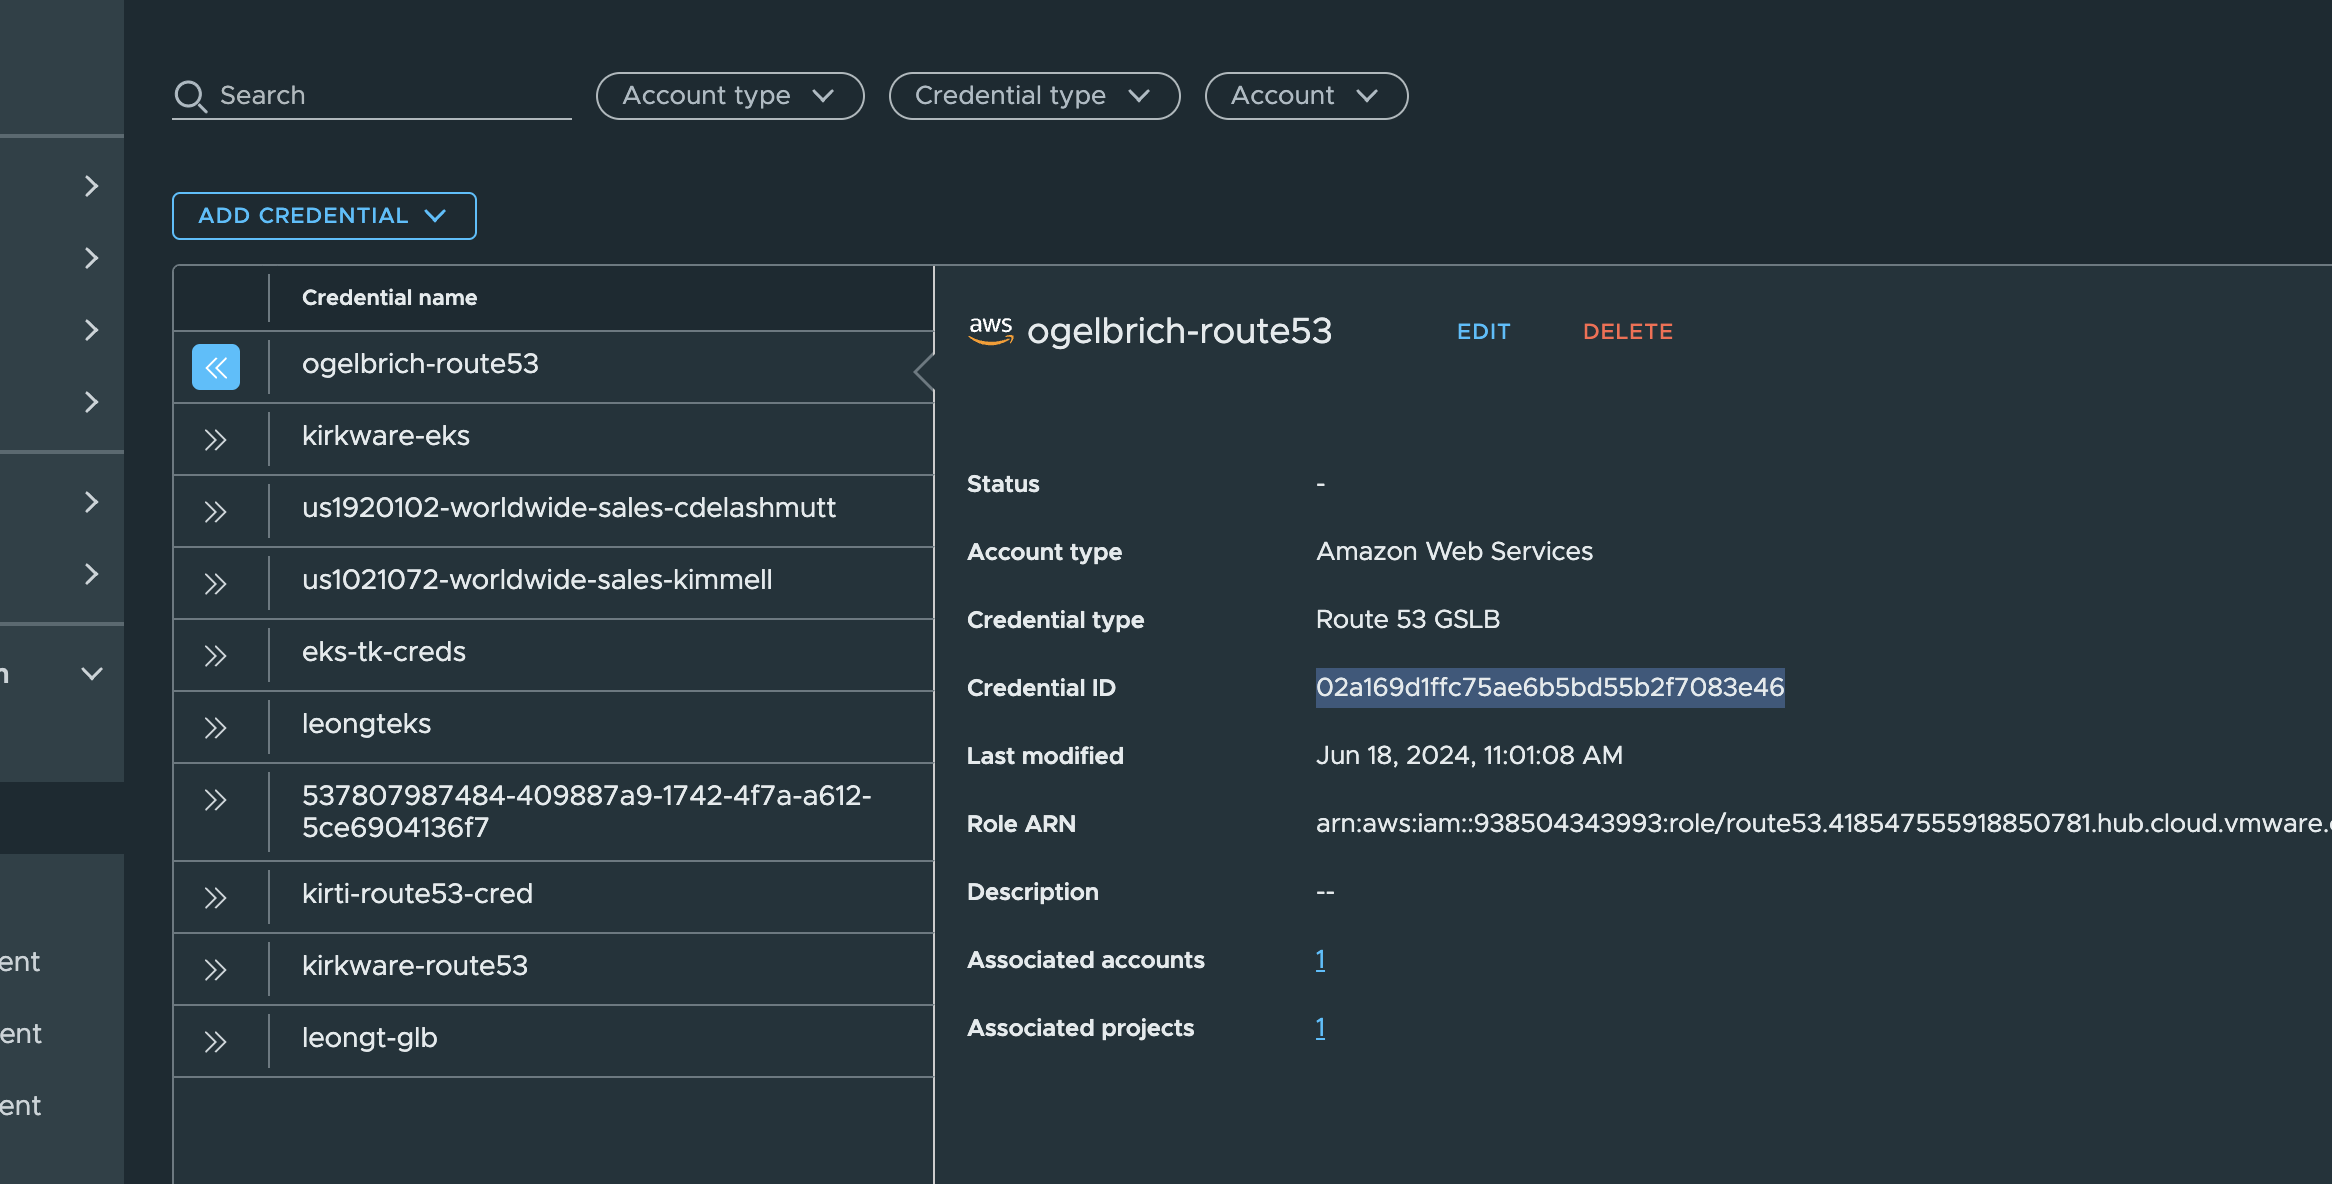 Search
Account type
Credential type
Account
ADD CREDENTIAL
Credential name
ogelbrich-route53
kirkware-eks
us1920102-worldwide-sales-cdelashmutt
us1021072-worldwide-sales-kimmell
eks-tk-creds
leongteks
537807987484-409887a9-1742-4f7a-a612-
5ce6904136f7
kirti-route53-cred
kirkware-route53
leongt-glb
aws ogelbrich-route53 EDIT DELETE
Status -
Account type Amazon Web Services
Credential type Route 53 GSLB
Credential ID 02a169d1ffc75ae6b5bd55b2f7083e46
Last modified Jun 18, 2024, 11:01:08 AM
Role ARN arn:aws:iam::938504343993:role/route53.418547555918850781.hub.cloud.vmware.
Description --
Associated accounts 1
Associated projects 1
ent
ent
ent